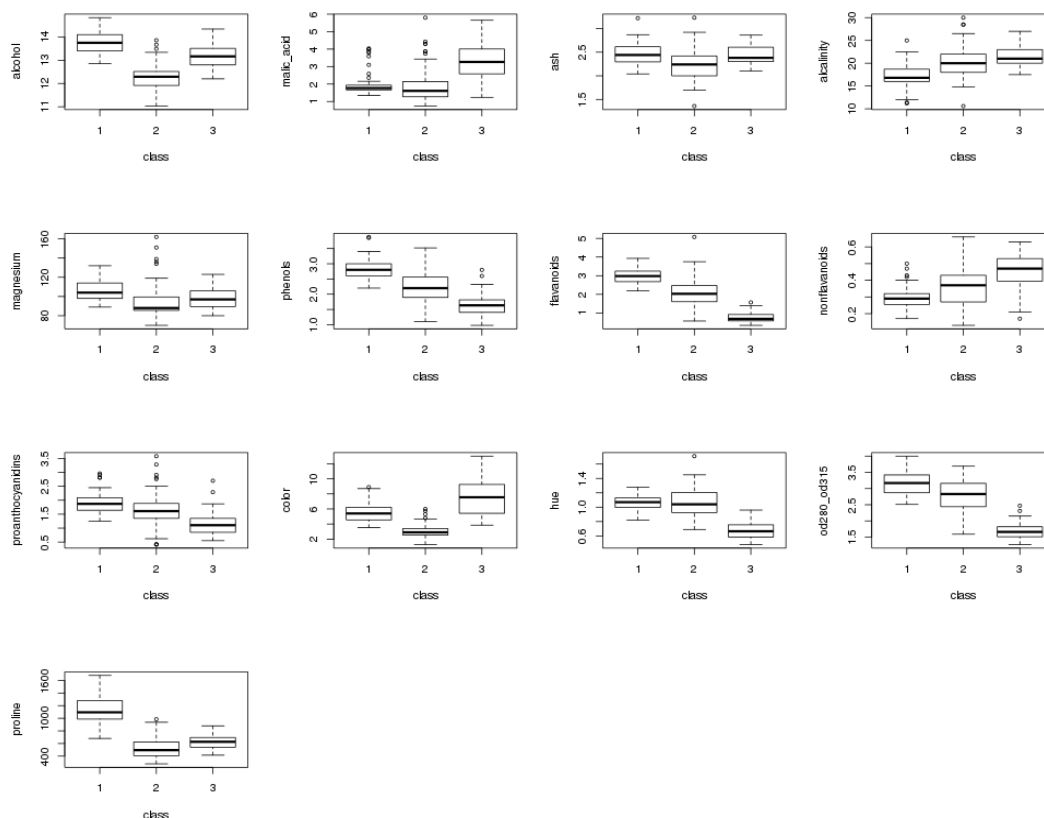 alcohol
14
13
12
11
1 2 3
class
malic_acid
6
5
4
3
2
1
1 2 3
class
ash
2.5
1.5
1 2 3
class
alcalinity
30
25
20
15
10
1 2 3
class
magnesium
160
80
1 2 3
class
phenols
3.0
2.0
1.0
1 2 3
class
flavanoids
5
4
3
2
1
1 2 3
class
nonflavanoids
0.6
0.4
0.2
1 2 3
class
proanthocyanidins
3.5
2.5
1.5
0.5
1 2 3
class
color
10
6
2
1 2 3
class
hue
1.4
1.0
0.6
1 2 3
class
od280_od315
3.5
2.5
1.5
1 2 3
class
proline
1600
1000
400
1 2 3
class